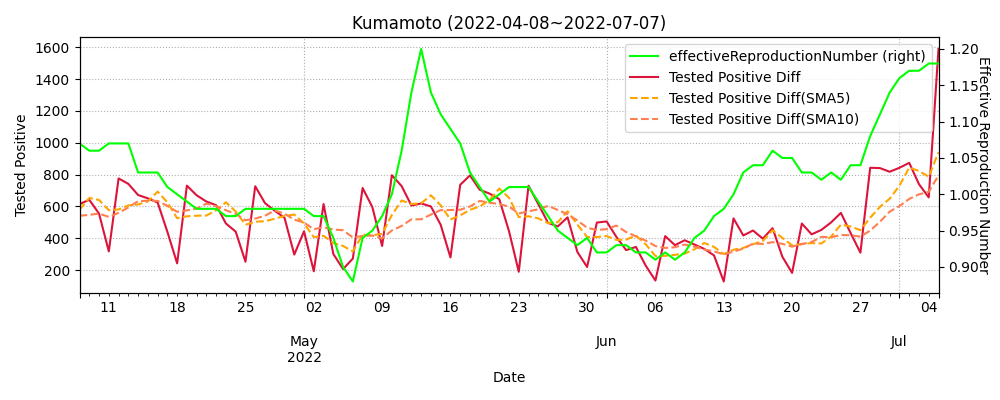 Kumamoto (2022-04-08~2022-07-07)
effectiveReproductionNumber (right)
Tested Positive Diff
Tested Positive Diff(SMA5)
Tested Positive Diff(SMA10)
Tested Positive
1600
1400
1200
1000
800
600
400
200
1.20
1.15
1.10
1.05
1.00
0.95
0.90
Effective Reproduction Number
11 18 25 02 09 16 23 30 06 13 20 27 04
May Jun Jul
2022
Date